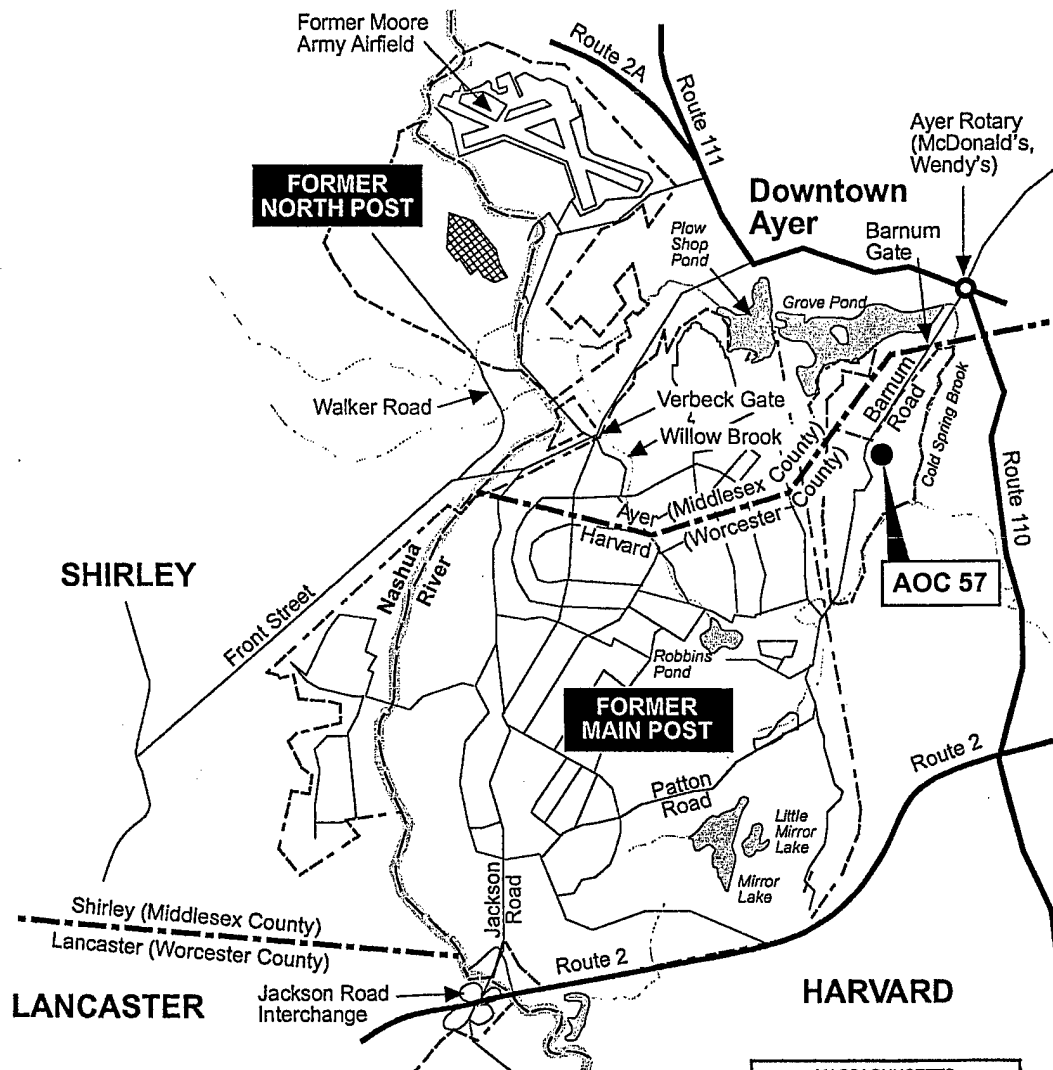 Former Moore
Army Airfield
Route 2A
Route 111
Ayer Rotary
(McDonald's,
Wendy's)
FORMER
NORTH POST
Downtown
Ayer
Plow
Shop
Pond
Barnum
Gate
Grove Pond
Walker Road
Verbeck Gate
Willow Brook
Barnum
Road
Cold Spring Brook
Ayer (Middlesex County)
Harvard (Worcester County)
Route 110
SHIRLEY
Nashua
River
AOC 57
Front Street
Robbins
Pond
FORMER
MAIN POST
Route 2
Patton
Road
Little
Mirror
Lake
Mirror
Lake
Jackson
Road
Shirley (Middlesex County)
Lancaster (Worcester County)
Route 2
LANCASTER
Jackson Road
Interchange
HARVARD
MASSACHUSETTS